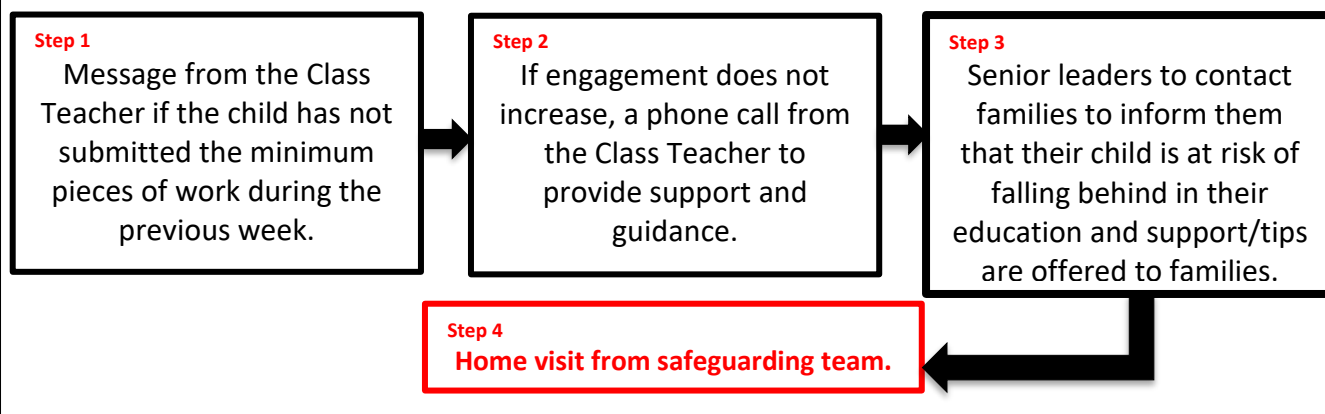 Step 1
Message from the Class
Teacher if the child has not
submitted the minimum
pieces of work during the
previous week.
Step 2
If engagement does not
increase, a phone call from
the Class Teacher to
provide support and
guidance.
Step 3
Senior leaders to contact
families to inform them
that their child is at risk of
falling behind in their
education and support/tips
are offered to families.
Step 4
Home visit from safeguarding team.